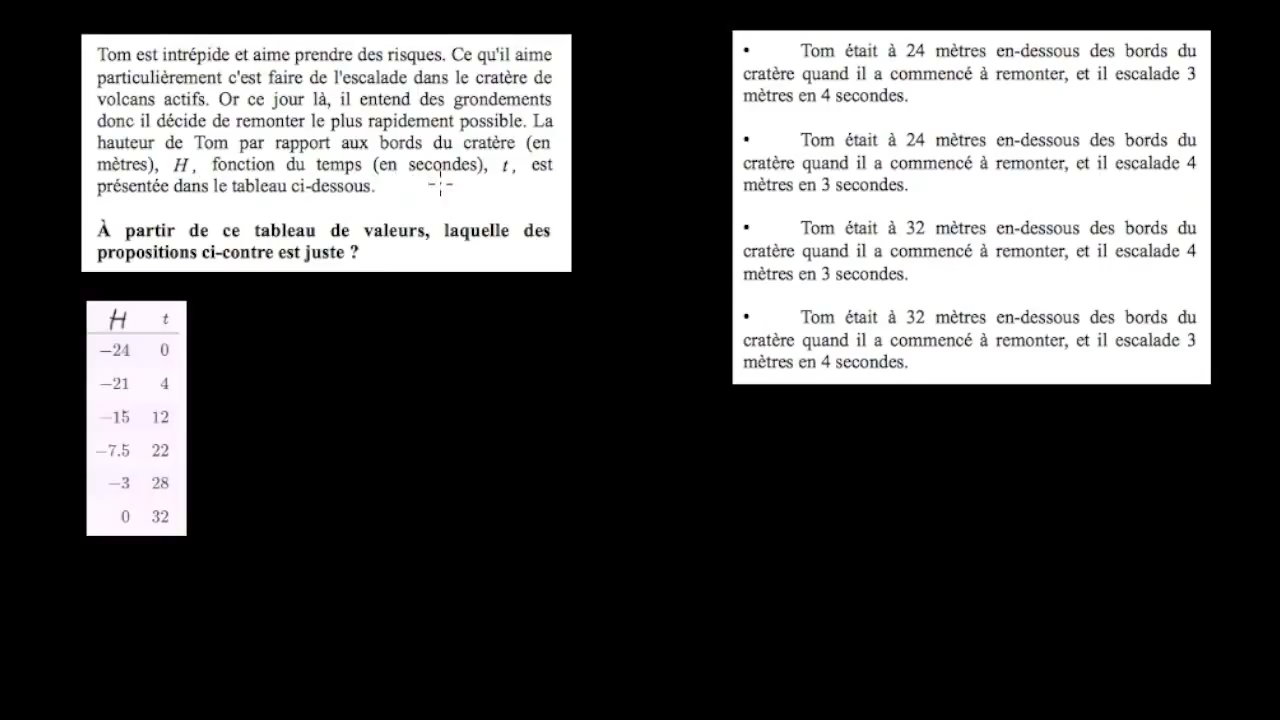 Tom est intrépide et aime prendre des risques. Ce qu'il aime
particulièrement c'est faire de l'escalade dans le cratère de
volcans actifs. Or ce jour là, il entend des grondements
donc il décide de remonter le plus rapidement possible. La
hauteur de Tom par rapport aux bords du cratère (en
mètres), H, fonction du temps (en secondes), t, est
présentée dans le tableau ci-dessous.
À partir de ce tableau de valeurs, laquelle des
propositions ci-contre est juste ?
H t
−24 0
−21 4
−15 12
−7.5 22
−3 28
0 32
• Tom était à 24 mètres en-dessous des bords du
cratère quand il a commencé à remonter, et il escalade 3
mètres en 4 secondes.
• Tom était à 24 mètres en-dessous des bords du
cratère quand il a commencé à remonter, et il escalade 4
mètres en 3 secondes.
• Tom était à 32 mètres en-dessous des bords du
cratère quand il a commencé à remonter, et il escalade 4
mètres en 3 secondes.
• Tom était à 32 mètres en-dessous des bords du
cratère quand il a commencé à remonter, et il escalade 3
mètres en 4 secondes.